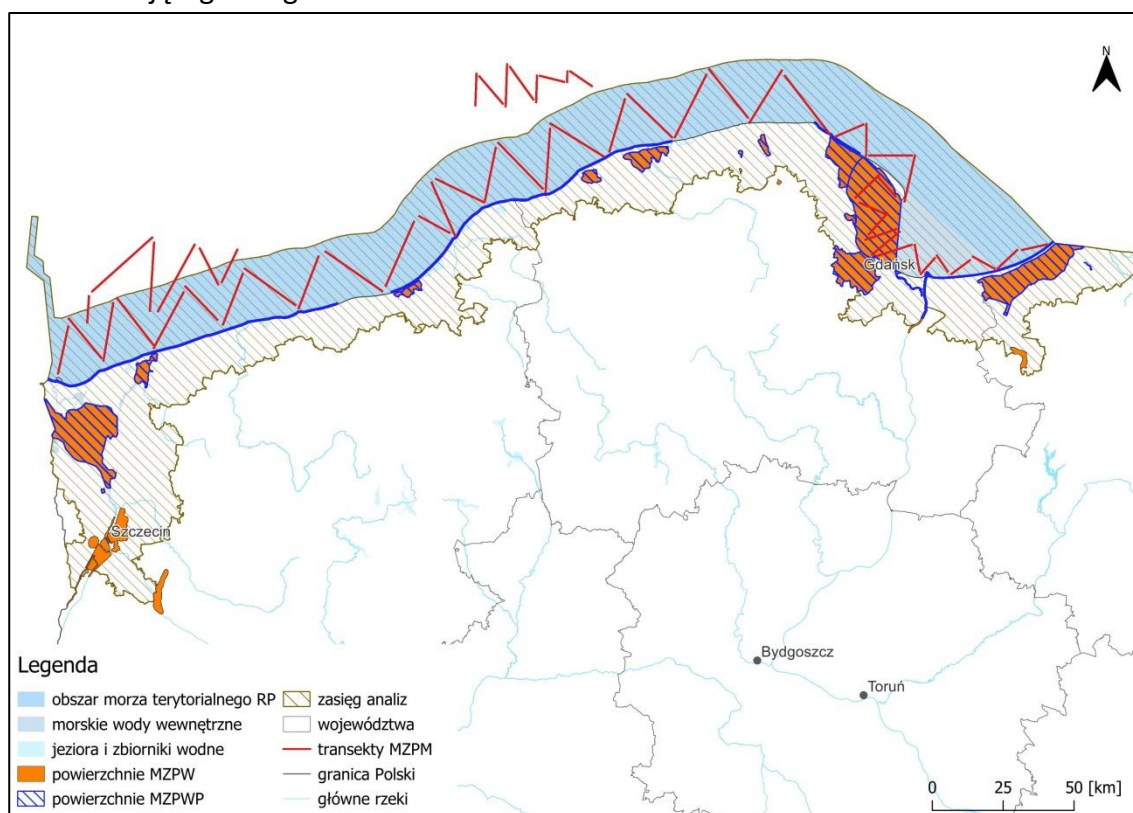 N
Gdańsk
Szczecin
Bydgoszcz
Toruń
Legenda
obszar morza terytorialnego RP
morskie wody wewnętrzne
jeziora i zbiorniki wodne
powierzchnie MZPW
powierzchnie MZPWP
zasięg analiz
województwa
transekty MZPM
granica Polski
główne rzeki
0 25 50 [km]